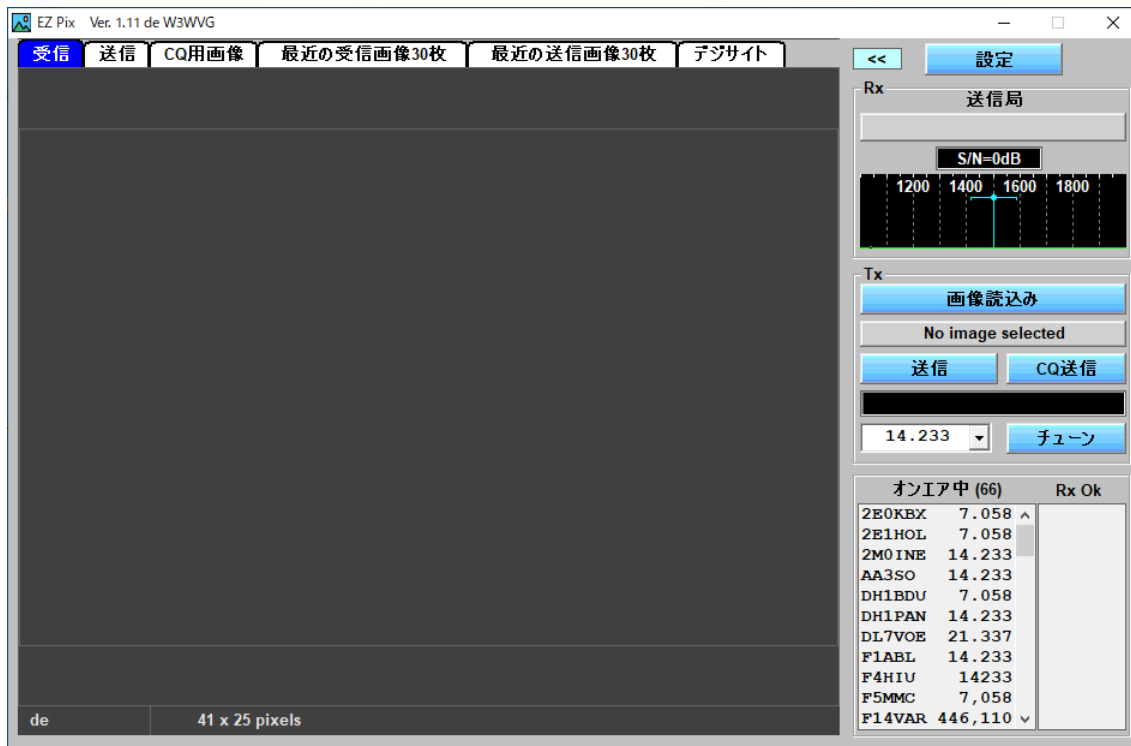 EZ Pix Ver. 1.11 de W3WVG
受信 送信 CQ用画像 最近の受信画像30枚 最近の送信画像30枚 デジサイト
<< 設定
Rx
送信局
S/N=0dB
1200 1400 1600 1800
Tx
画像読込み
No image selected
送信 CQ送信
14.233 チューン
オンエア中 (66) Rx Ok
2E0KBX 7.058
2E1HOL 7.058
2M0INE 14.233
AA3SO 14.233
DH1BDU 7.058
DH1PAN 14.233
DL7VOE 21.337
F1ABL 14.233
F4HIU 14233
F5MMC 7,058
F14VAR 446,110
de 41 x 25 pixels